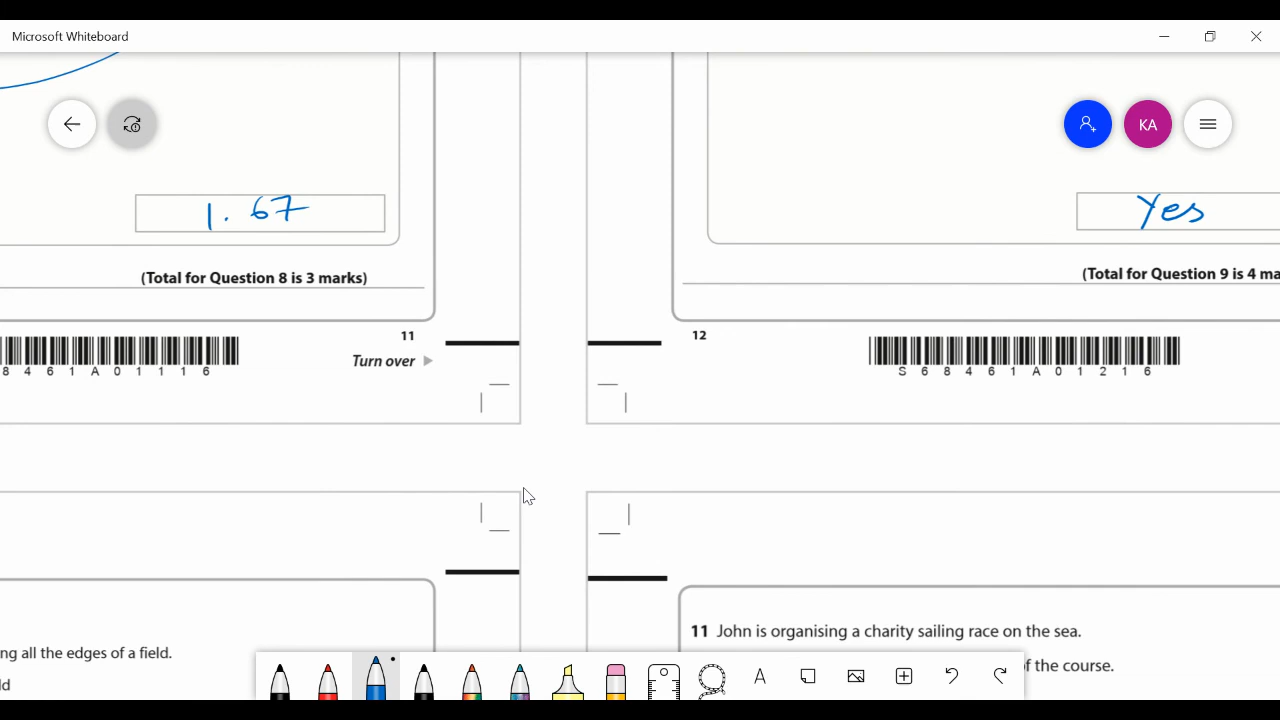 Microsoft Whiteboard
KA
1.67
Yes
(Total for Question 8 is 3 marks)
(Total for Question 9 is 4 ma
11
Turn over
8 4 6 1 A 0 1 1 1 6
12
S 6 8 4 6 1 A 0 1 2 1 6
ng all the edges of a field.
ld
11 John is organising a charity sailing race on the sea.
f the course.
A